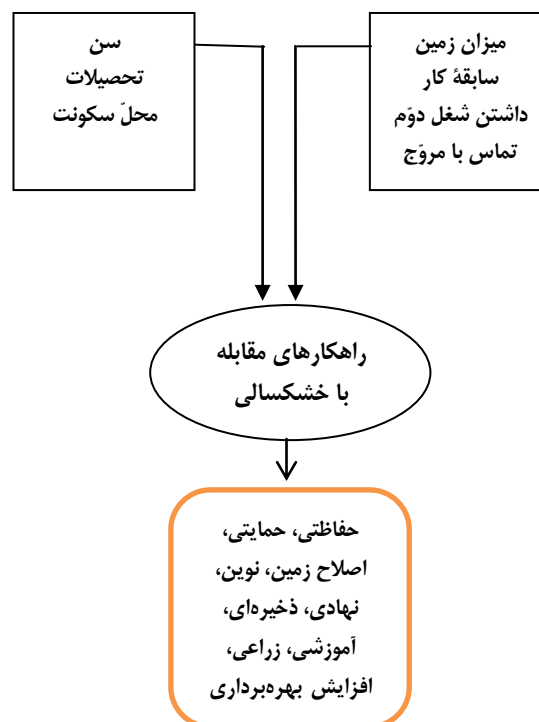 میزان زمین
سابقهٔ کار
داشتن شغل دوّم
تماس با مروّج
سن
تحصیلات
محلّ سکونت
راهکارهای مقابله
با خشکسالی
حفاظتی، حمایتی،
اصلاح زمین، نوین،
نهادی، ذخیره‌ای،
آموزشی، زراعی،
افزایش بهره‌برداری